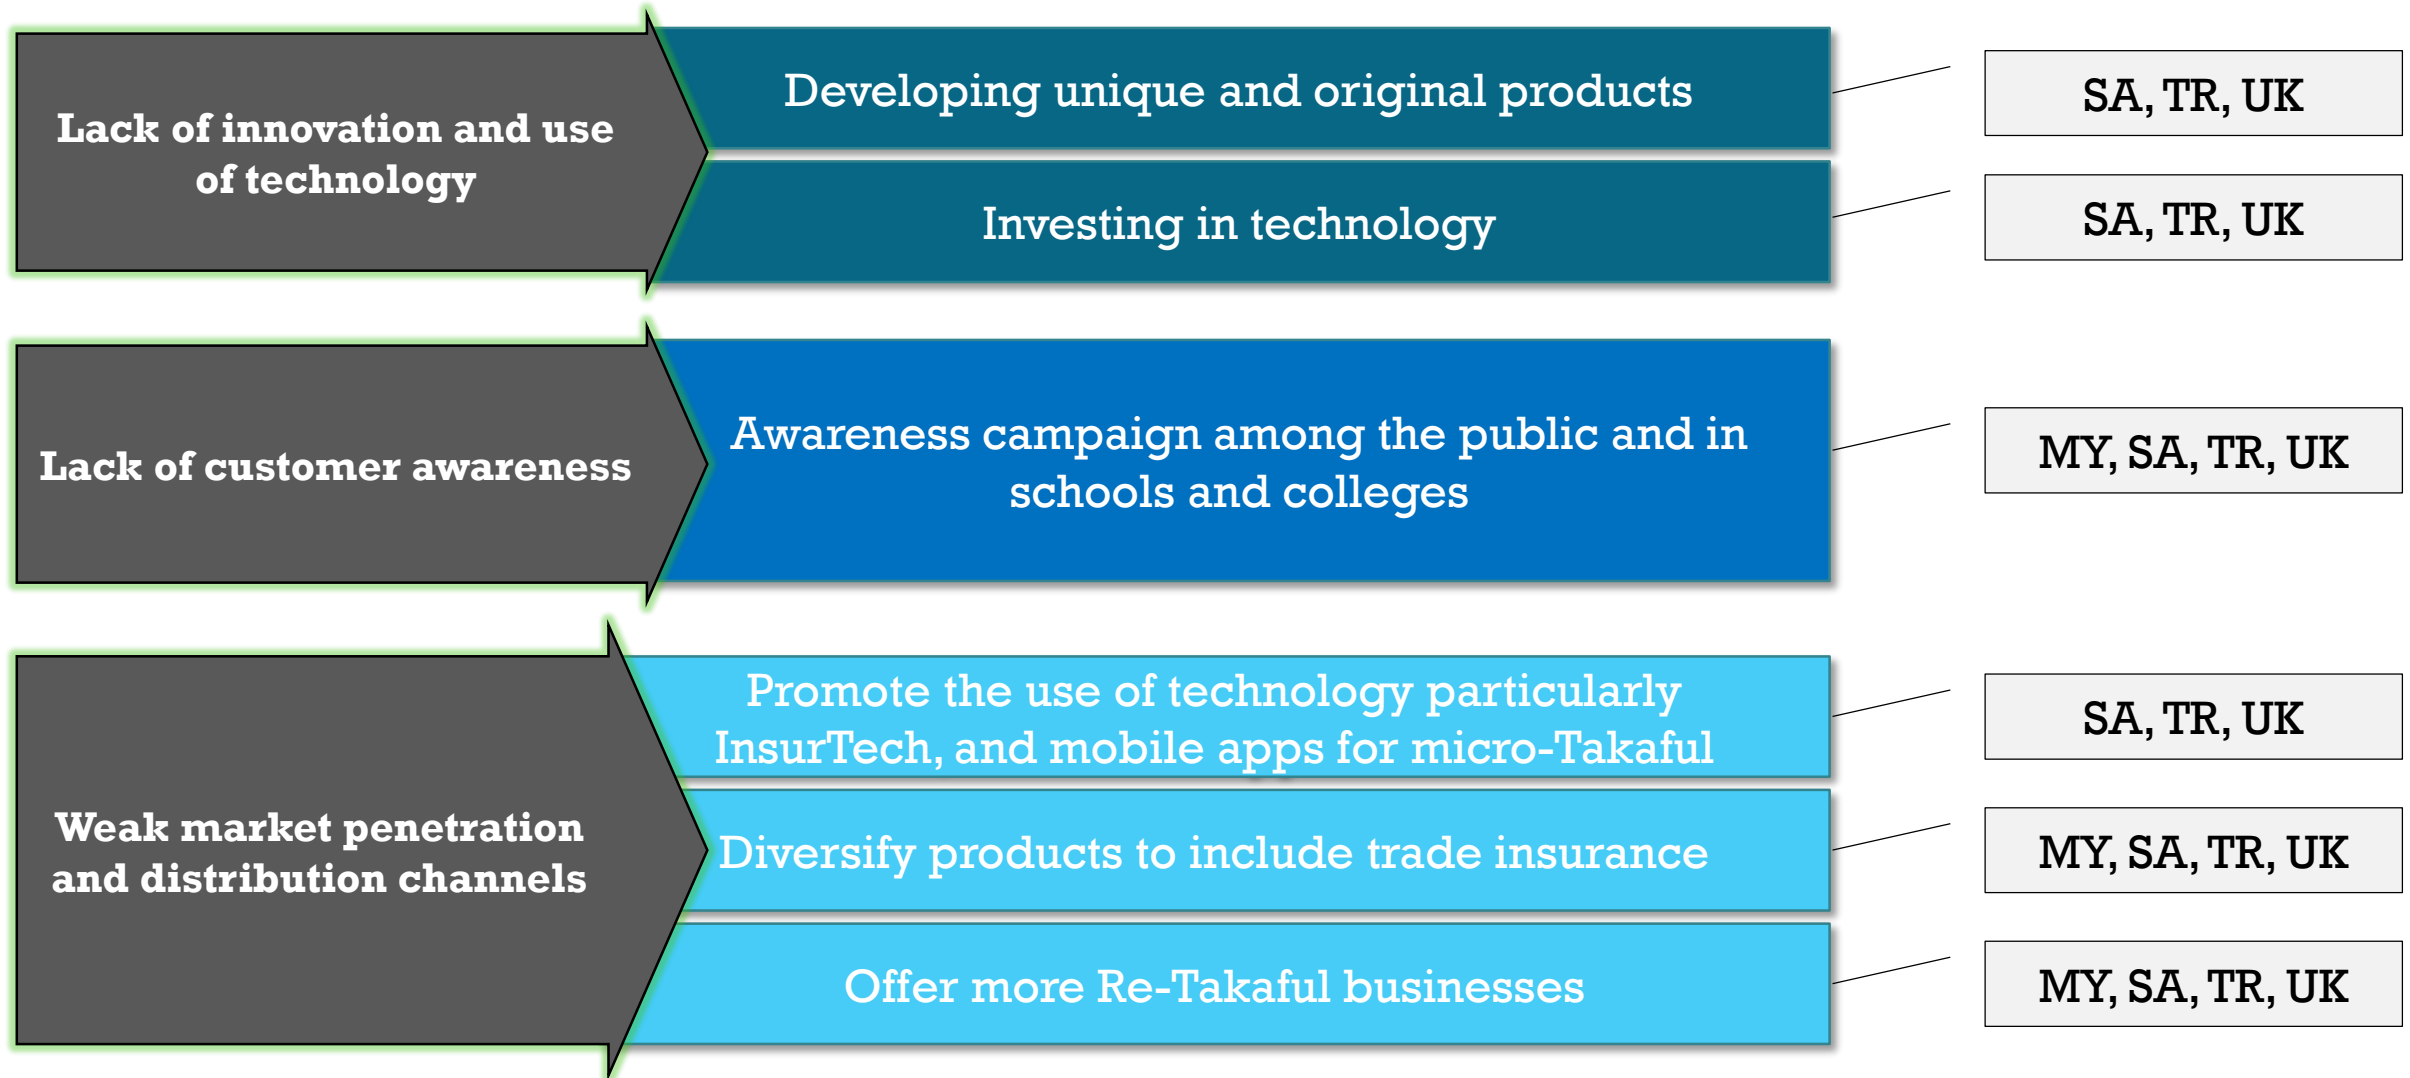 Lack of innovation and use
of technology
Developing unique and original products
SA, TR, UK
Investing in technology
SA, TR, UK
Lack of customer awareness
Awareness campaign among the public and in
schools and colleges
MY, SA, TR, UK
Weak market penetration
and distribution channels
Promote the use of technology particularly
InsurTech, and mobile apps for micro-Takaful
SA, TR, UK
Diversify products to include trade insurance
MY, SA, TR, UK
Offer more Re-Takaful businesses
MY, SA, TR, UK